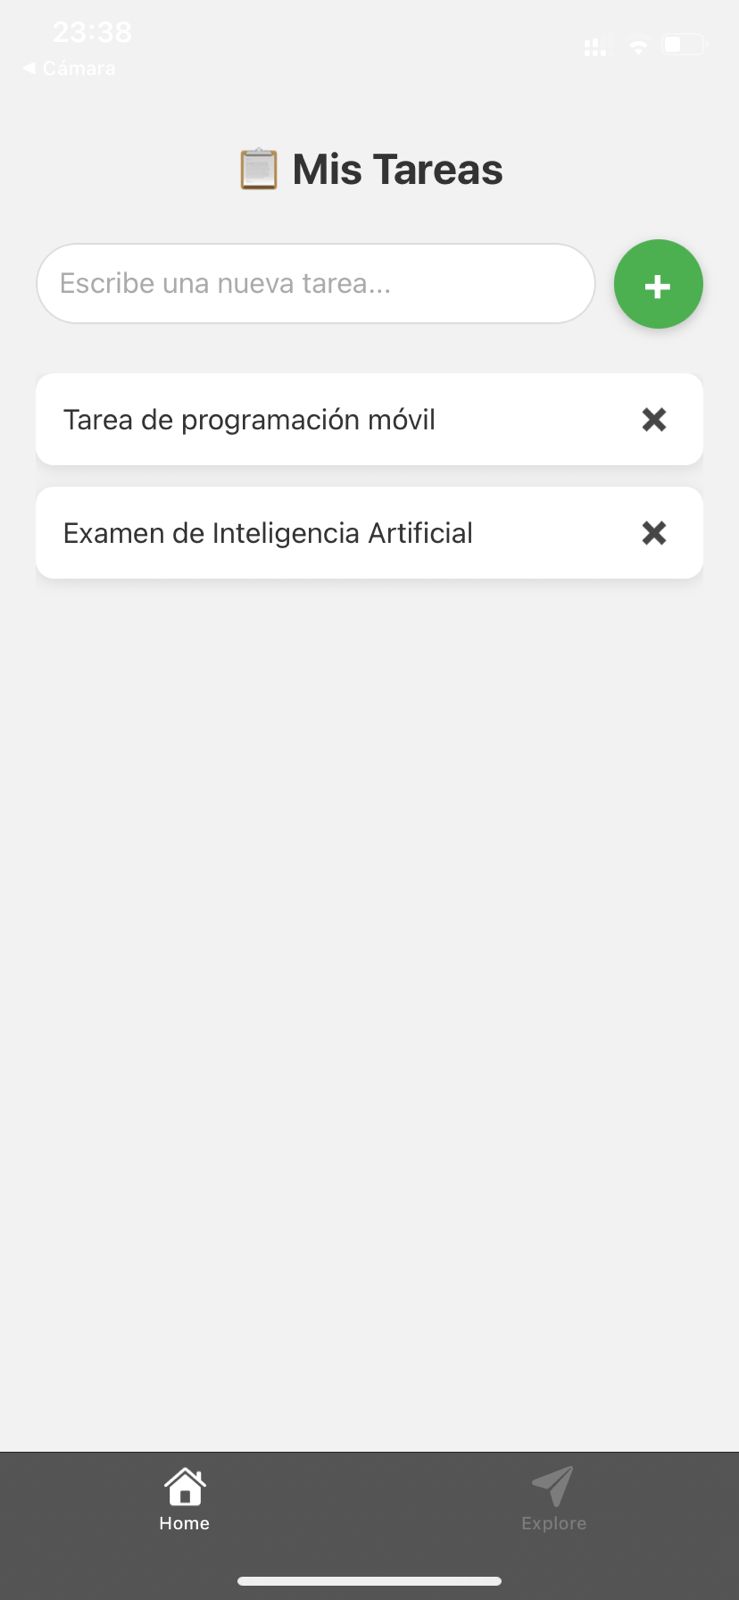 23:38
◀ Cámara
📋 Mis Tareas
Escribe una nueva tarea...
+
Tarea de programación móvil ✖
Examen de Inteligencia Artificial ✖
Home
Explore